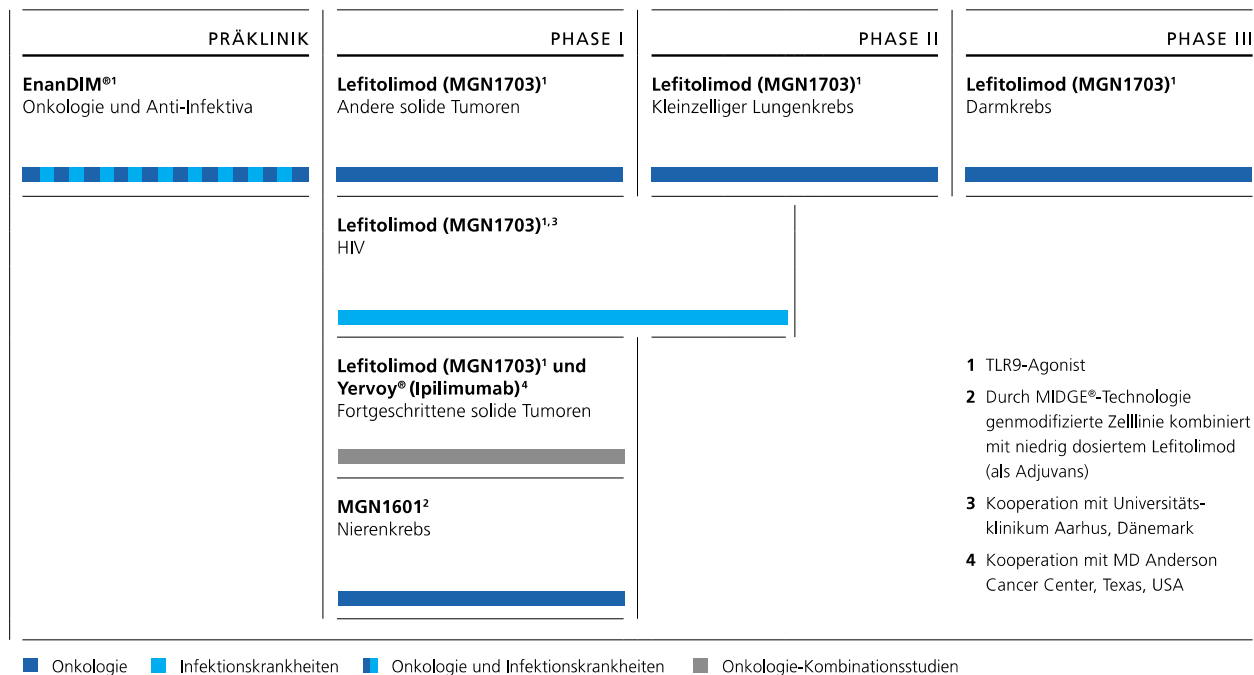 PRÄKLINIK
PHASE I
PHASE II
PHASE III
EnanDIM®¹
Onkologie und Anti-Infektiva
Lefitolimod (MGN1703)¹
Andere solide Tumoren
Lefitolimod (MGN1703)¹
Kleinzelliger Lungenkrebs
Lefitolimod (MGN1703)¹
Darmkrebs
Lefitolimod (MGN1703)¹,³
HIV
Lefitolimod (MGN1703)¹ und
Yervoy® (Ipilimumab)⁴
Fortgeschrittene solide Tumoren
MGN1601²
Nierenkrebs
1 TLR9-Agonist
2 Durch MIDGE®-Technologie
genmodifizierte Zelllinie kombiniert
mit niedrig dosiertem Lefitolimod
(als Adjuvans)
3 Kooperation mit Universitäts-
klinikum Aarhus, Dänemark
4 Kooperation mit MD Anderson
Cancer Center, Texas, USA
Onkologie
Infektionskrankheiten
Onkologie und Infektionskrankheiten
Onkologie-Kombinationsstudien